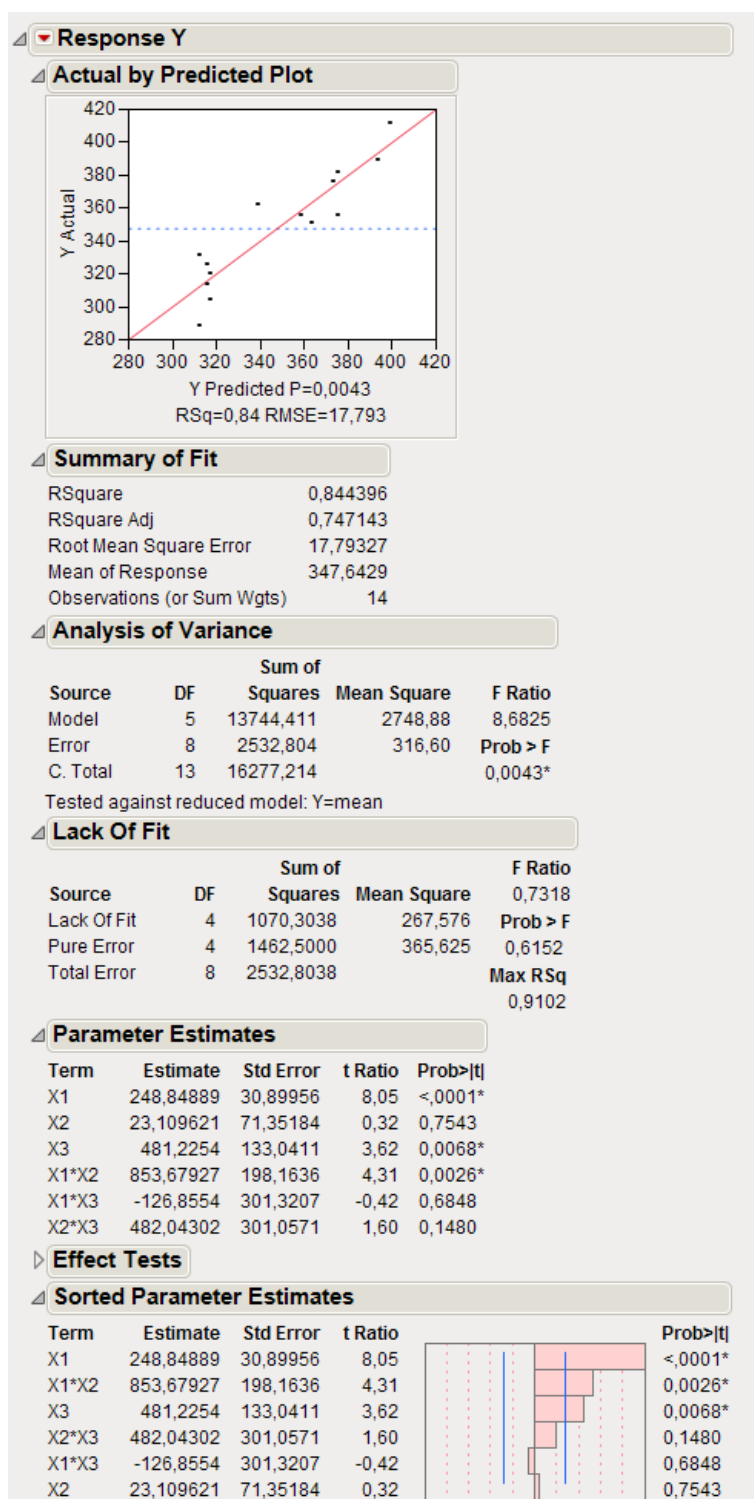 Response Y
Actual by Predicted Plot
420
400
380
360
340
320
300
280
Y Actual
280 300 320 340 360 380 400 420
Y Predicted P=0,0043
RSq=0,84 RMSE=17,793
Summary of Fit
RSquare 0,844396
RSquare Adj 0,747143
Root Mean Square Error 17,79327
Mean of Response 347,6429
Observations (or Sum Wgts) 14
Analysis of Variance
Sum of
Source DF Squares Mean Square F Ratio
Model 5 13744,411 2748,88 8,6825
Error 8 2532,804 316,60 Prob > F
C. Total 13 16277,214 0,0043*
Tested against reduced model: Y=mean
Lack Of Fit
Sum of F Ratio
Source DF Squares Mean Square 0,7318
Lack Of Fit 4 1070,3038 267,576 Prob > F
Pure Error 4 1462,5000 365,625 0,6152
Total Error 8 2532,8038 Max RSq
0,9102
Parameter Estimates
Term Estimate Std Error t Ratio Prob>|t|
X1 248,84889 30,89956 8,05 <,0001*
X2 23,109621 71,35184 0,32 0,7543
X3 481,2254 133,0411 3,62 0,0068*
X1*X2 853,67927 198,1636 4,31 0,0026*
X1*X3 -126,8554 301,3207 -0,42 0,6848
X2*X3 482,04302 301,0571 1,60 0,1480
Effect Tests
Sorted Parameter Estimates
Term Estimate Std Error t Ratio Prob>|t|
X1 248,84889 30,89956 8,05 <,0001*
X1*X2 853,67927 198,1636 4,31 0,0026*
X3 481,2254 133,0411 3,62 0,0068*
X2*X3 482,04302 301,0571 1,60 0,1480
X1*X3 -126,8554 301,3207 -0,42 0,6848
X2 23,109621 71,35184 0,32 0,7543